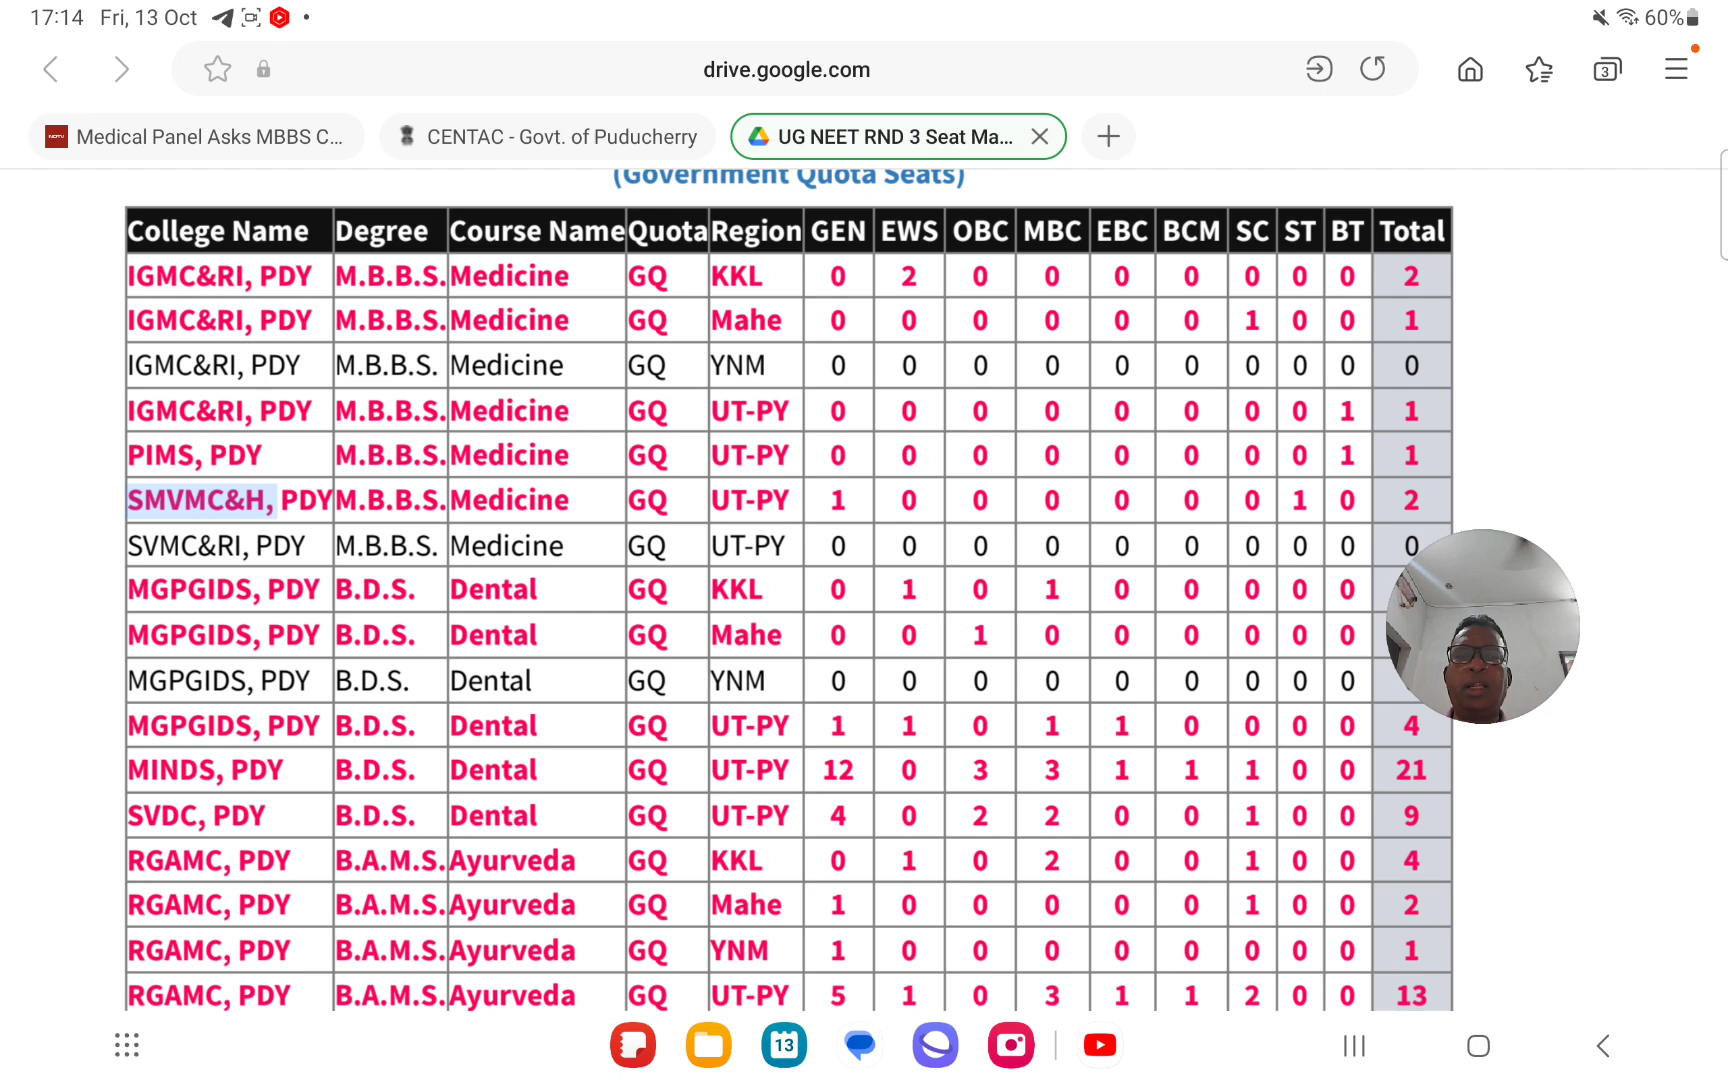 17:14 Fri, 13 Oct 60%
drive.google.com 3
NDTV Medical Panel Asks MBBS C... CENTAC - Govt. of Puducherry UG NEET RND 3 Seat Ma...
(Government Quota Seats)
College Name Degree Course Name Quota Region GEN EWS OBC MBC EBC BCM SC ST BT Total
IGMC&RI, PDY M.B.B.S. Medicine GQ KKL 0 2 0 0 0 0 0 0 0 2
IGMC&RI, PDY M.B.B.S. Medicine GQ Mahe 0 0 0 0 0 0 1 0 0 1
IGMC&RI, PDY M.B.B.S. Medicine GQ YNM 0 0 0 0 0 0 0 0 0 0
IGMC&RI, PDY M.B.B.S. Medicine GQ UT-PY 0 0 0 0 0 0 0 0 1 1
PIMS, PDY M.B.B.S. Medicine GQ UT-PY 0 0 0 0 0 0 0 0 1 1
SMVMC&H, PDY M.B.B.S. Medicine GQ UT-PY 1 0 0 0 0 0 0 1 0 2
SVMC&RI, PDY M.B.B.S. Medicine GQ UT-PY 0 0 0 0 0 0 0 0 0 0
MGPGIDS, PDY B.D.S. Dental GQ KKL 0 1 0 1 0 0 0 0 0
MGPGIDS, PDY B.D.S. Dental GQ Mahe 0 0 1 0 0 0 0 0 0
MGPGIDS, PDY B.D.S. Dental GQ YNM 0 0 0 0 0 0 0 0 0
MGPGIDS, PDY B.D.S. Dental GQ UT-PY 1 1 0 1 1 0 0 0 0 4
MINDS, PDY B.D.S. Dental GQ UT-PY 12 0 3 3 1 1 1 0 0 21
SVDC, PDY B.D.S. Dental GQ UT-PY 4 0 2 2 0 0 1 0 0 9
RGAMC, PDY B.A.M.S. Ayurveda GQ KKL 0 1 0 2 0 0 1 0 0 4
RGAMC, PDY B.A.M.S. Ayurveda GQ Mahe 1 0 0 0 0 0 1 0 0 2
RGAMC, PDY B.A.M.S. Ayurveda GQ YNM 1 0 0 0 0 0 0 0 0 1
RGAMC, PDY B.A.M.S. Ayurveda GQ UT-PY 5 1 0 3 1 1 2 0 0 13
13